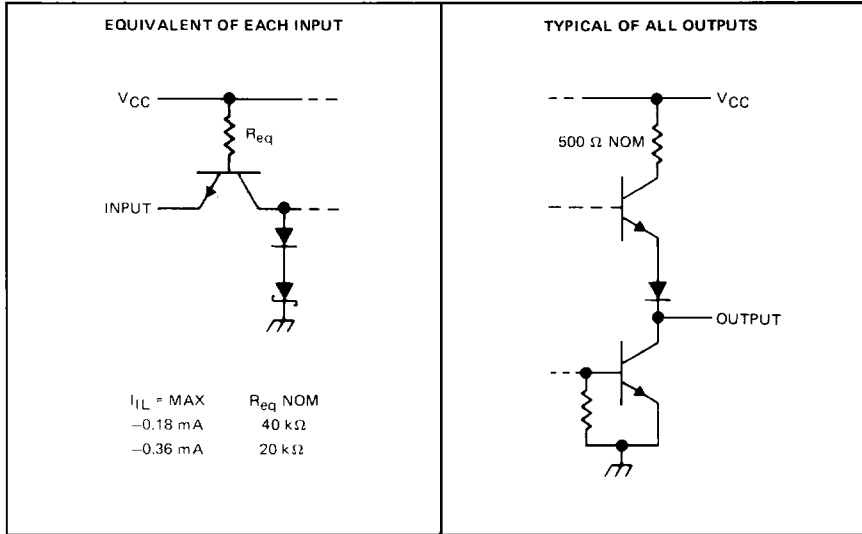 EQUIVALENT OF EACH INPUT
VCC
Req
INPUT
IIL = MAX Req NOM
−0.18 mA 40 kΩ
−0.36 mA 20 kΩ
TYPICAL OF ALL OUTPUTS
VCC
500 Ω NOM
OUTPUT